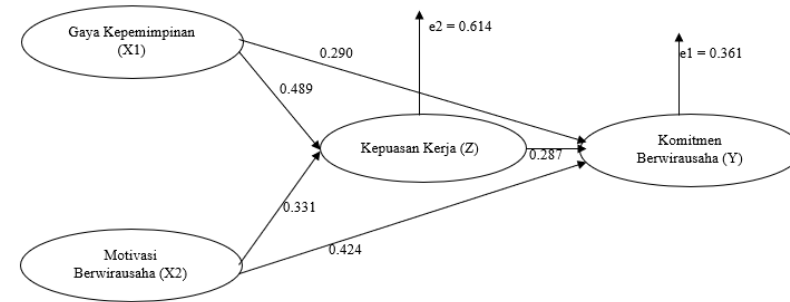 Gaya Kepemimpinan
(X1)
e2 = 0.614
e1 = 0.361
0.290
0.489
Kepuasan Kerja (Z)
0.287
Komitmen
Berwirausaha (Y)
0.331
0.424
Motivasi
Berwirausaha (X2)